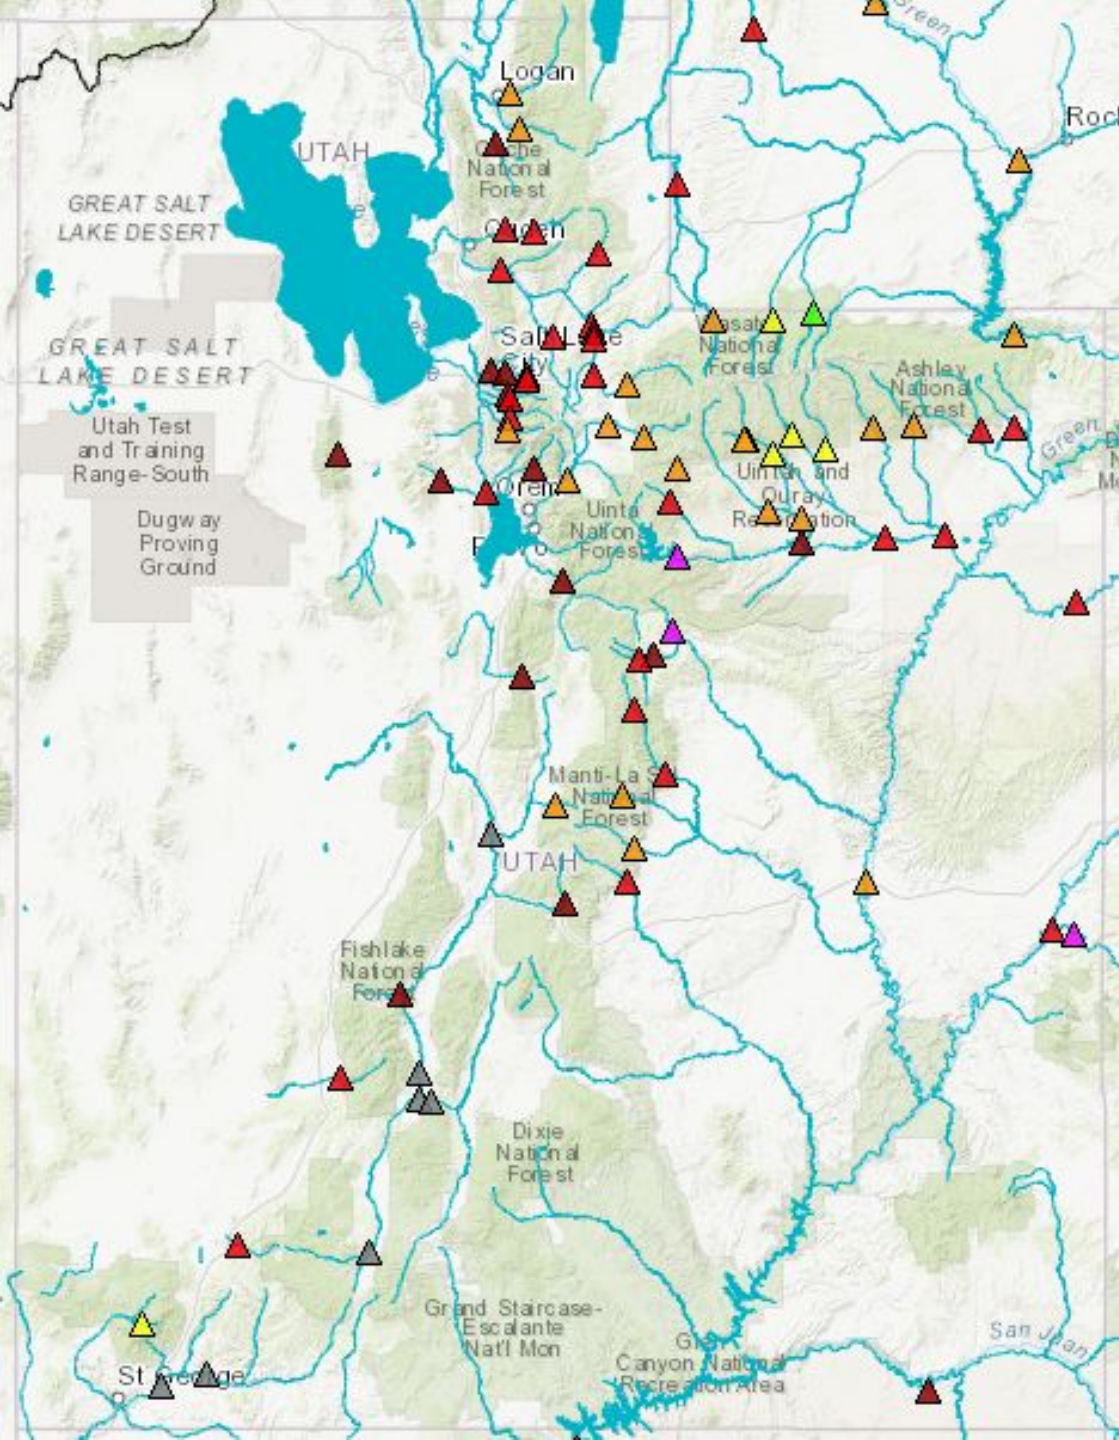 Green
Logan
UTAH
National
Forest
GREAT SALT
LAKE DESERT
GREAT SALT
LAKE DESERT
Salt Lake
City
National
Forest
Ashley
National
Forest
Utah Test
and Training
Range-South
Green
Uintah and
Ouray
Orem
Uinta
National
Forest
Dugway
Proving
Ground
Manti-La Sal
National
Forest
UTAH
Fishlake
National
Forest
Dixie
National
Forest
Grand Staircase-
Escalante
Nat'l Mon
Canyon National
Recreation Area
San Juan
St George